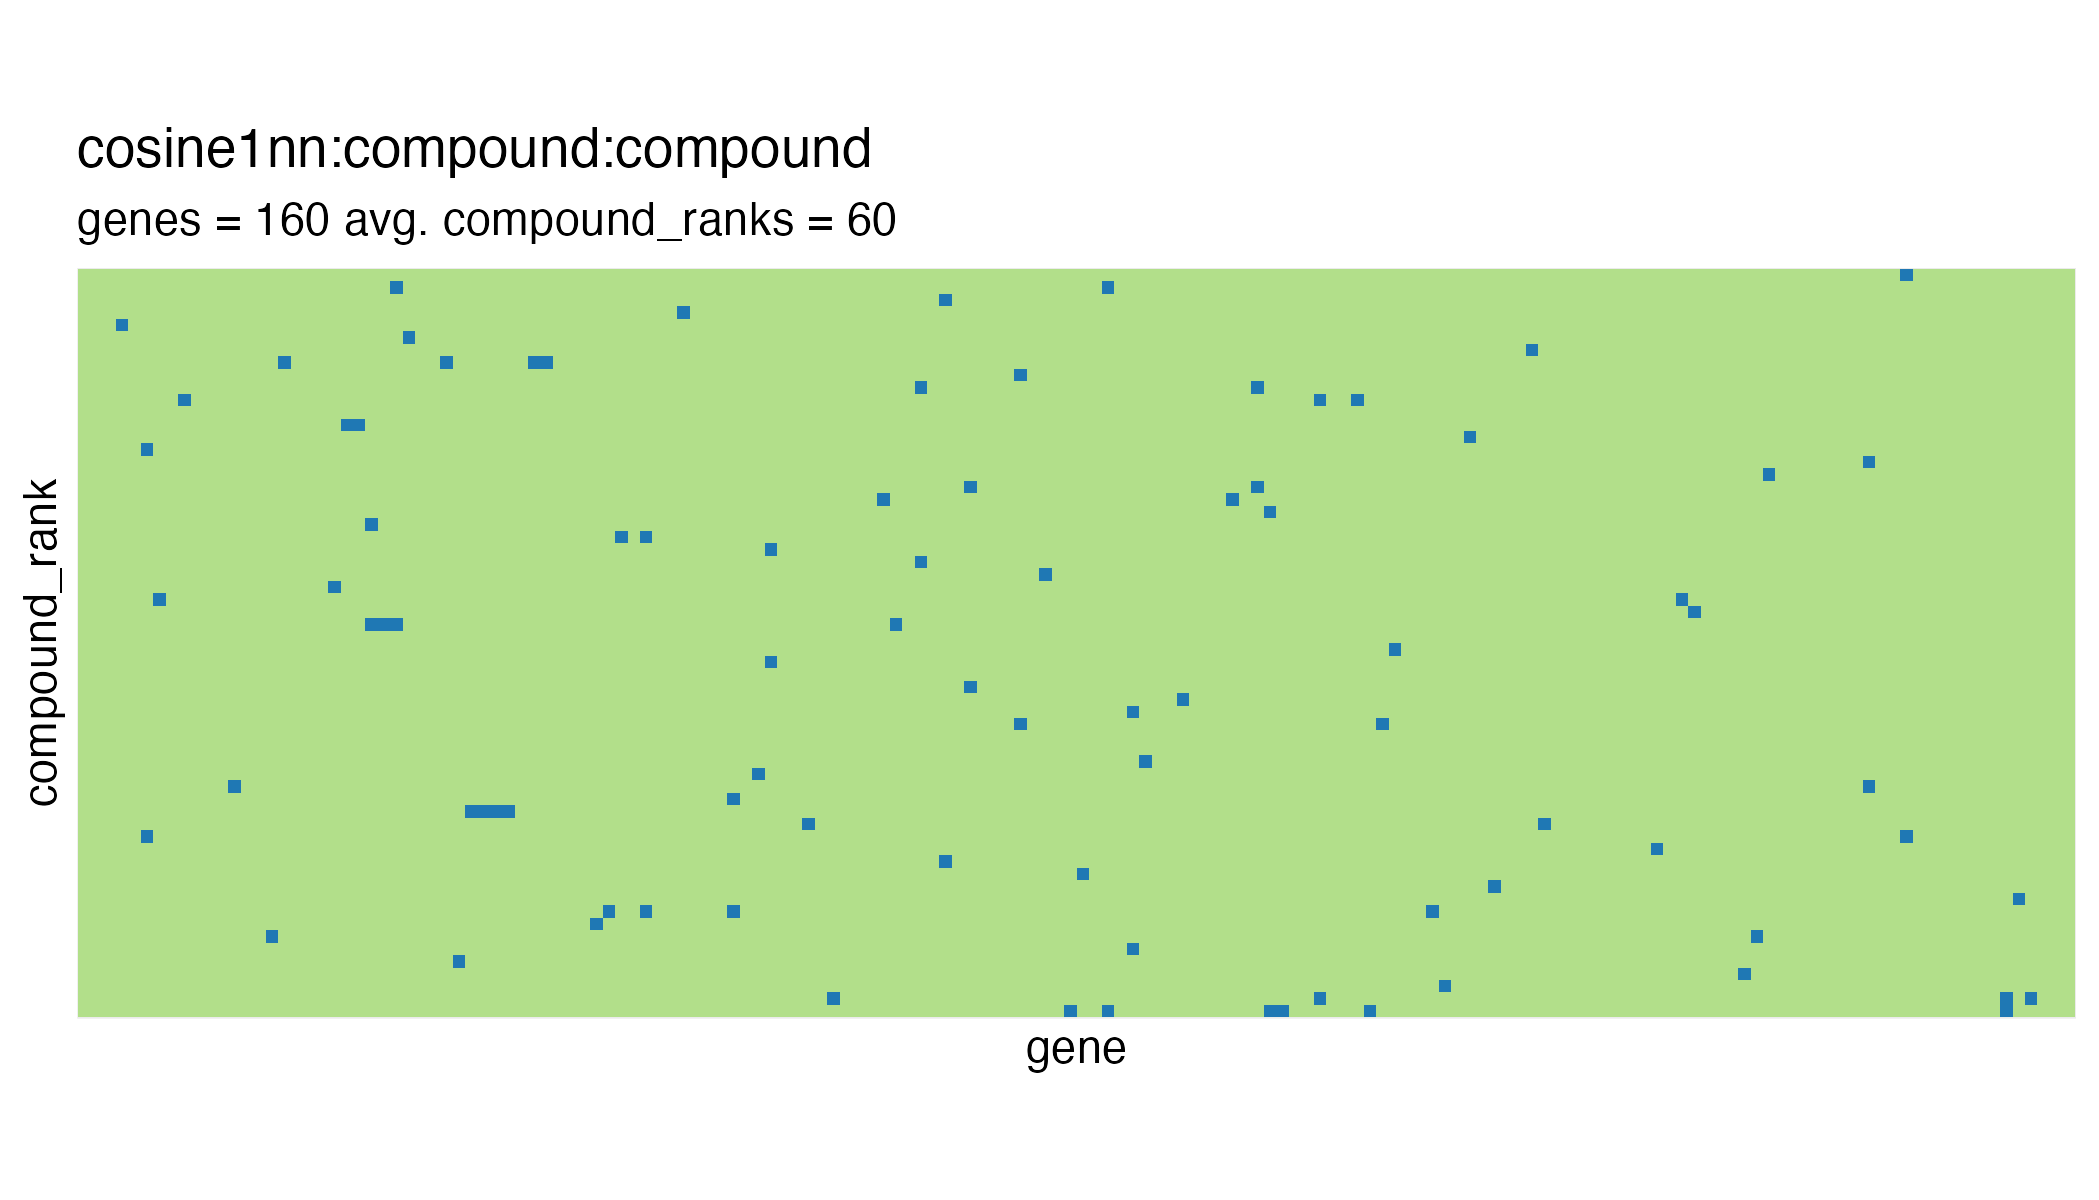 cosine1nn:compound:compound
genes = 160 avg. compound_ranks = 60
compound_rank
gene